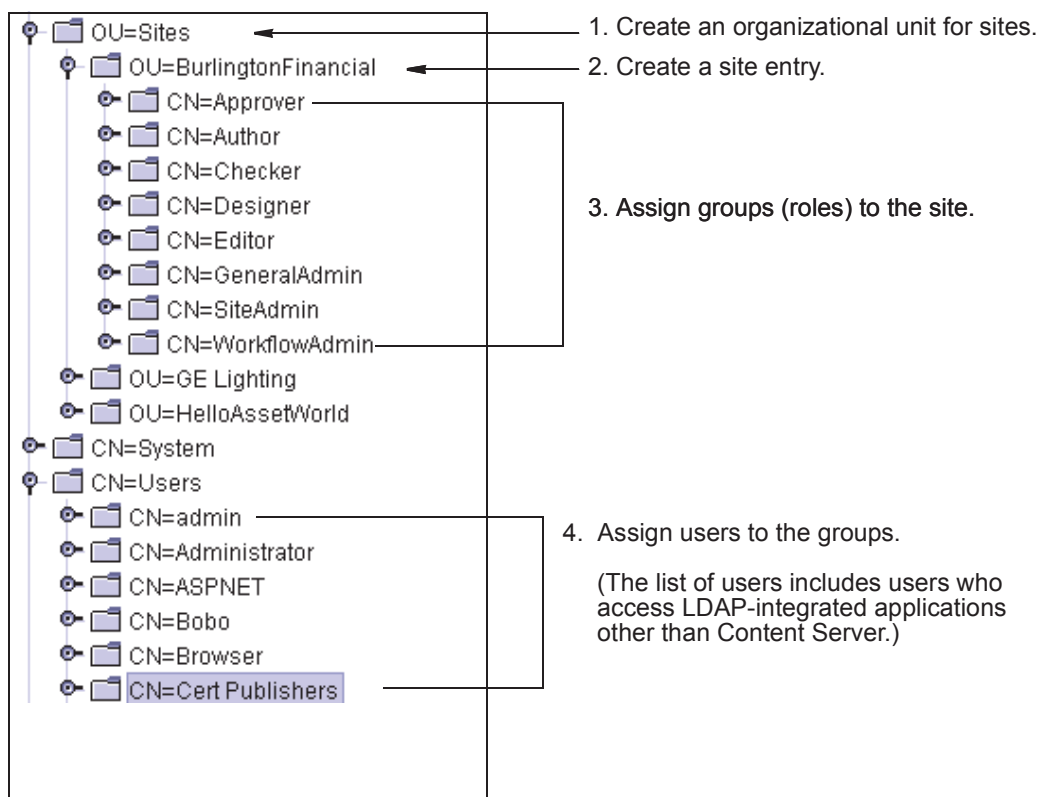 OU=Sites
1. Create an organizational unit for sites.
OU=BurlingtonFinancial
2. Create a site entry.
CN=Approver
CN=Author
CN=Checker
CN=Designer
3. Assign groups (roles) to the site.
CN=Editor
CN=GeneralAdmin
CN=SiteAdmin
CN=WorkflowAdmin
OU=GE Lighting
OU=HelloAssetWorld
CN=System
CN=Users
CN=admin
4. Assign users to the groups.
CN=Administrator
CN=ASPNET
(The list of users includes users who
access LDAP-integrated applications
other than Content Server.)
CN=Bobo
CN=Browser
CN=Cert Publishers